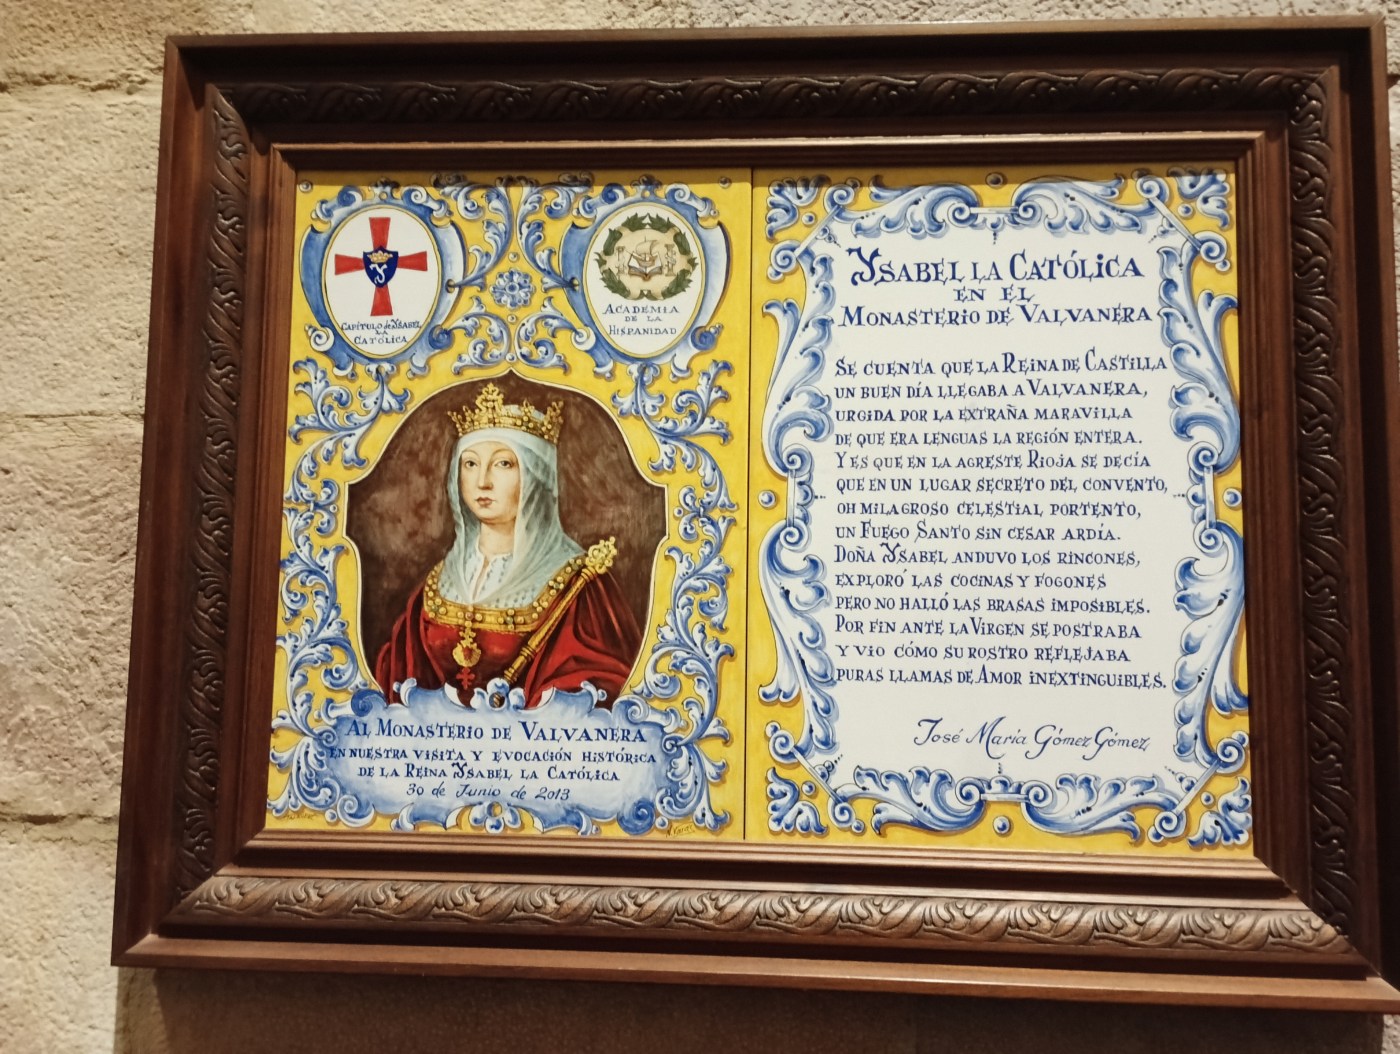 CAPÍTULO de YSABEL
LA
CATÓLICA
ACADEMIA
DE LA
HISPANIDAD
AL MONASTERIO DE VALVANERA
EN NUESTRA VISITA Y EVOCACIÓN HISTÓRICA
DE LA REINA YSABEL LA CATÓLICA
30 de Junio de 2013
YSABEL LA CATÓLICA
EN EL
MONASTERIO DE VALVANERA
SE CUENTA QUE LA REINA DE CASTILLA
UN BUEN DÍA LLEGABA A VALVANERA,
URGIDA POR LA EXTRAÑA MARAVILLA
DE QUE ERA LENGUAS LA REGIÓN ENTERA.
Y ES QUE EN LA AGRESTE RIOJA SE DECÍA
QUE EN UN LUGAR SECRETO DEL CONVENTO,
OH MILAGROSO CELESTIAL PORTENTO,
UN FUEGO SANTO SIN CESAR ARDÍA.
DOÑA YSABEL ANDUVO LOS RINCONES,
EXPLORÓ LAS COCINAS Y FOGONES
PERO NO HALLÓ LAS BRASAS IMPOSIBLES.
POR FIN ANTE LA VIRGEN SE POSTRABA
Y VIO CÓMO SU ROSTRO REFLEJABA
PURAS LLAMAS DE AMOR INEXTINGUIBLES.
José María Gómez Gómez